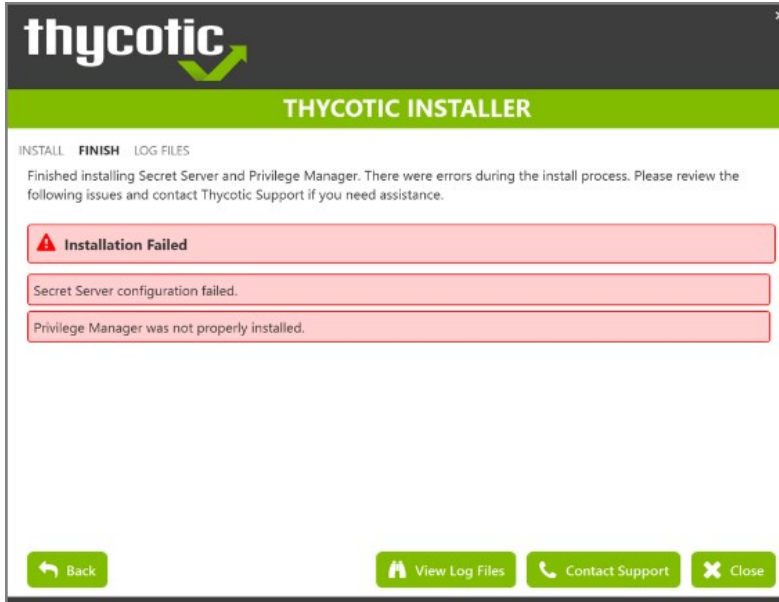 thycotic
THYCOTIC INSTALLER
INSTALL FINISH LOG FILES
Finished installing Secret Server and Privilege Manager. There were errors during the install process. Please review the
following issues and contact Thycotic Support if you need assistance.
Installation Failed
Secret Server configuration failed.
Privilege Manager was not properly installed.
Back View Log Files Contact Support Close